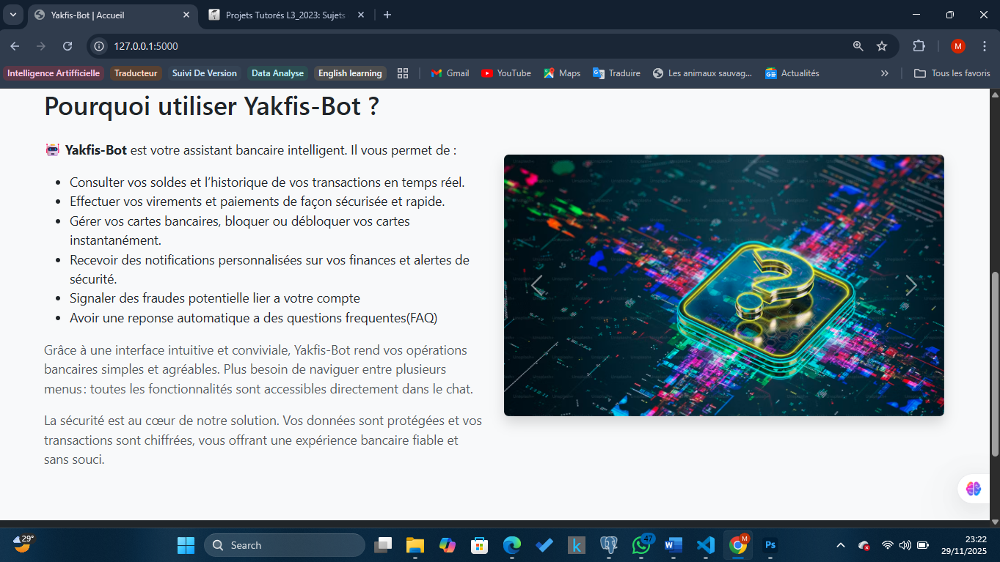 Yakfis-Bot | Accueil
Projets Tutorés L3_2023: Sujets
127.0.0.1:5000
M
Intelligence Artifficielle
Traducteur
Suivi De Version
Data Analyse
English learning
Gmail
YouTube
Maps
Traduire
Les animaux sauvag...
Actualités
Tous les favoris
Pourquoi utiliser Yakfis-Bot ?
Yakfis-Bot est votre assistant bancaire intelligent. Il vous permet de :
• Consulter vos soldes et l’historique de vos transactions en temps réel.
• Effectuer vos virements et paiements de façon sécurisée et rapide.
• Gérer vos cartes bancaires, bloquer ou débloquer vos cartes
instantanément.
• Recevoir des notifications personnalisées sur vos finances et alertes de
sécurité.
• Signaler des fraudes potentielle lier a votre compte
• Avoir une reponse automatique a des questions frequentes(FAQ)
Grâce à une interface intuitive et conviviale, Yakfis-Bot rend vos opérations
bancaires simples et agréables. Plus besoin de naviguer entre plusieurs
menus : toutes les fonctionnalités sont accessibles directement dans le chat.
La sécurité est au cœur de notre solution. Vos données sont protégées et vos
transactions sont chiffrées, vous offrant une expérience bancaire fiable et
sans souci.
?
29°
Search
k
47
W
M
Ps
23:22
29/11/2025